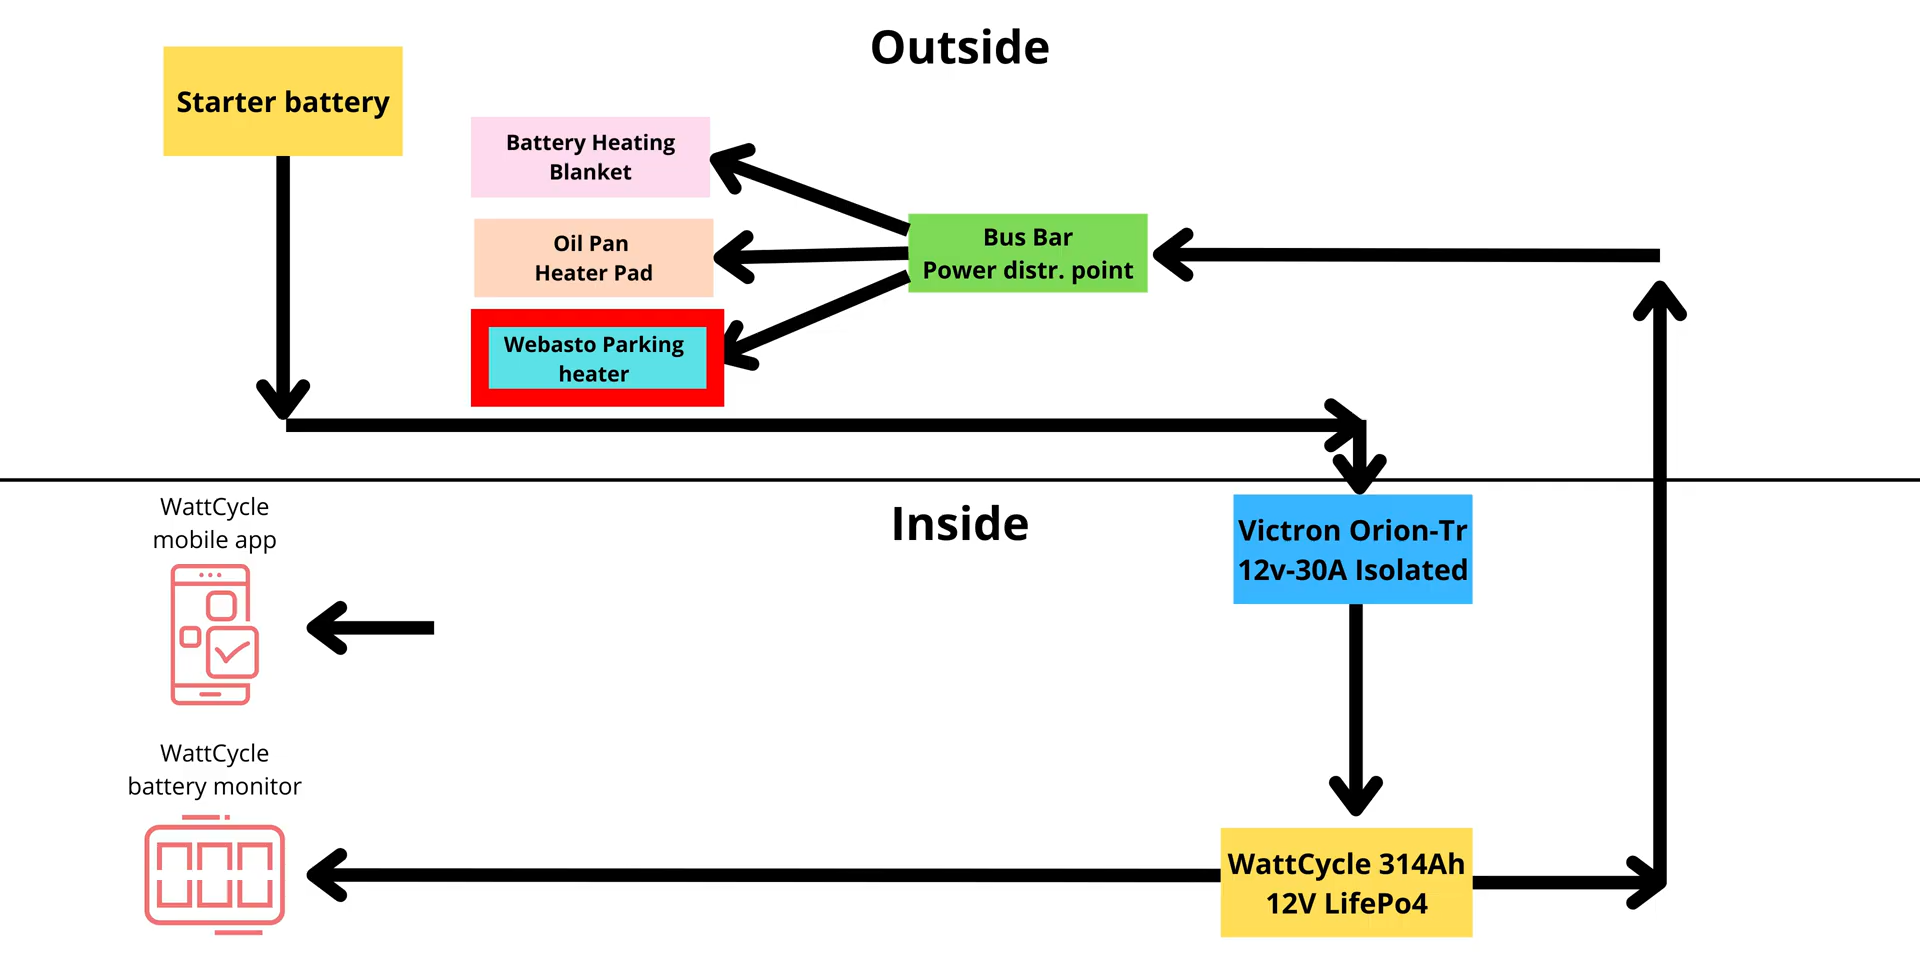 Outside
Starter battery
Battery Heating
Blanket
Oil Pan
Heater Pad
Webasto Parking
heater
Bus Bar
Power distr. point
Inside
WattCycle
mobile app
Victron Orion-Tr
12v-30A Isolated
WattCycle
battery monitor
WattCycle 314Ah
12V LifePo4